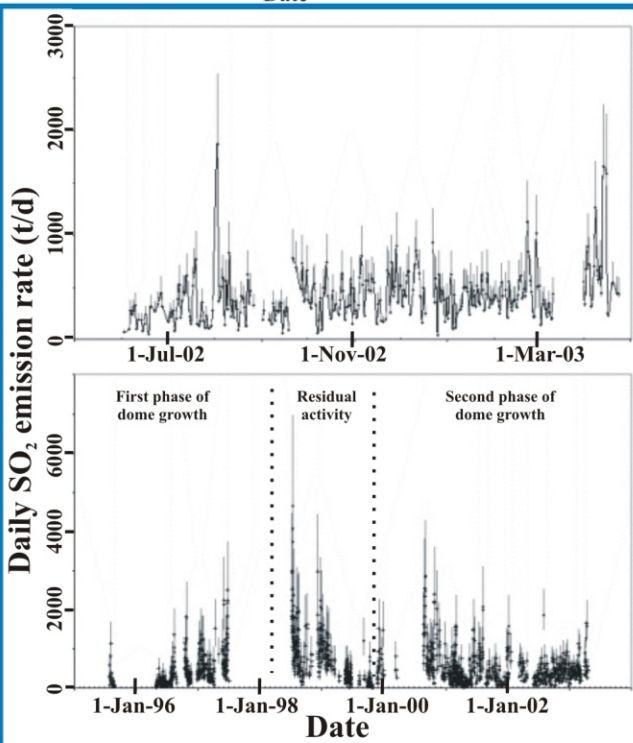 Date
3000
2000
1000
0
1-Jul-02
1-Nov-02
1-Mar-03
Daily SO₂ emission rate (t/d)
First phase of
dome growth
Residual
activity
Second phase of
dome growth
6000
4000
2000
0
1-Jan-96
1-Jan-98
1-Jan-00
1-Jan-02
Date